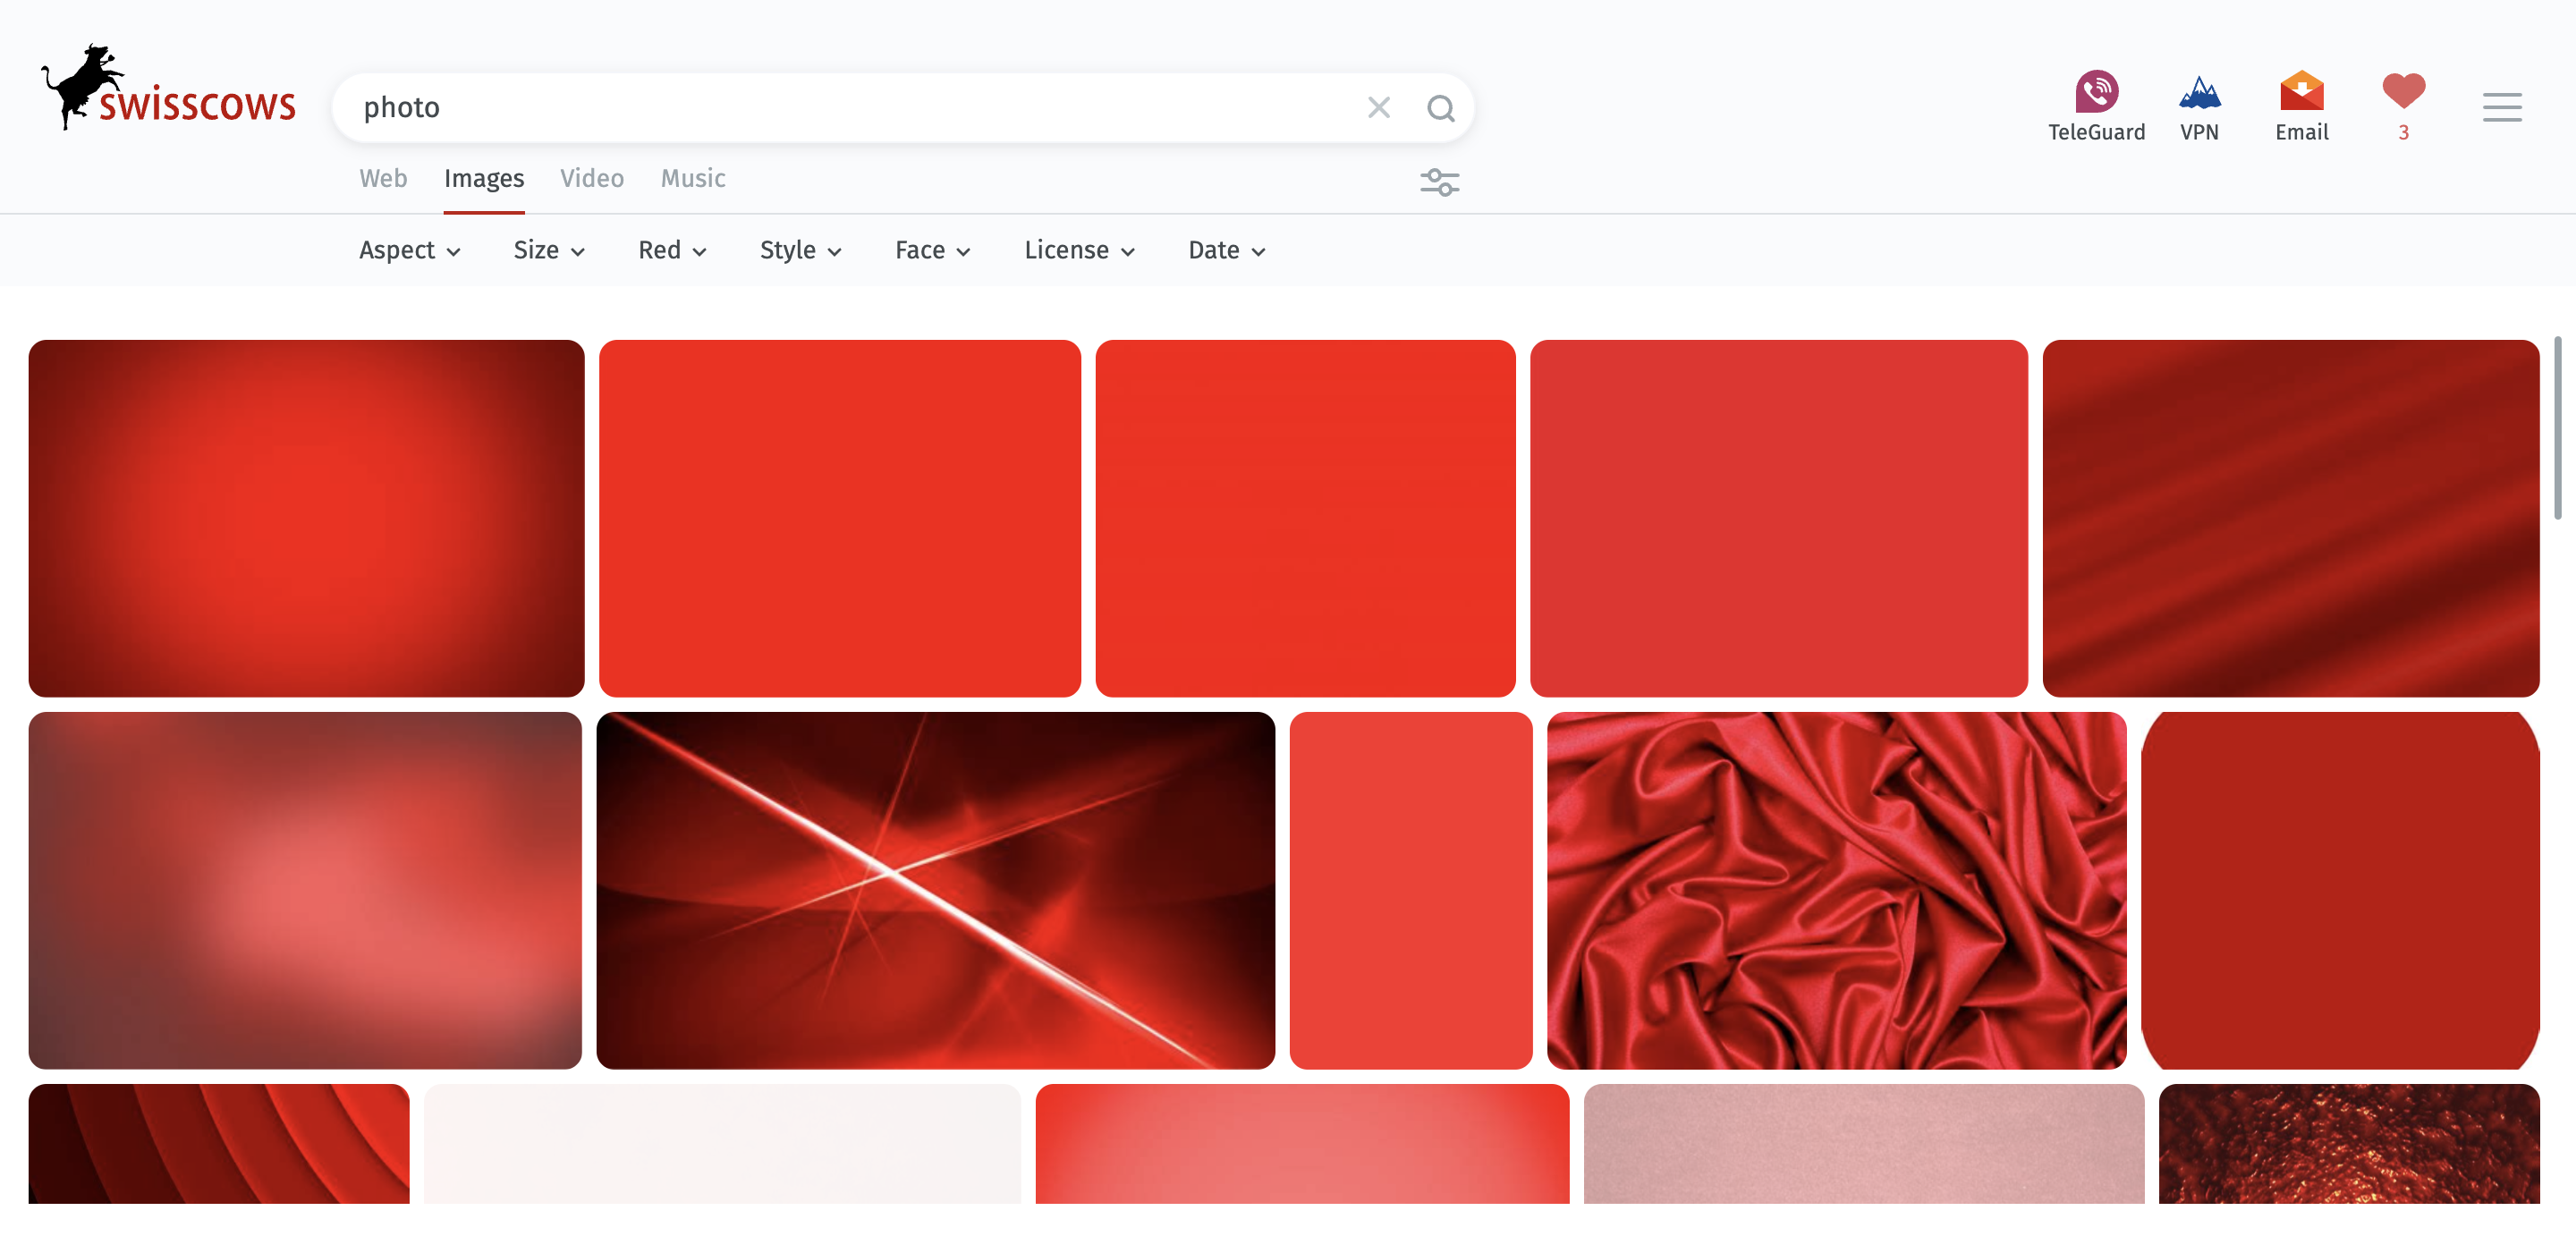 swisscows
photo
TeleGuard VPN Email 3
Web Images Video Music
Aspect Size Red Style Face License Date